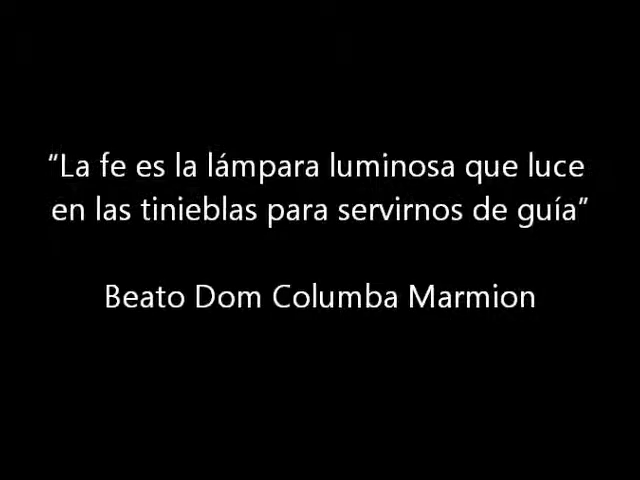 “La fe es la lámpara luminosa que luce
en las tinieblas para servirnos de guía”
Beato Dom Columba Marmion